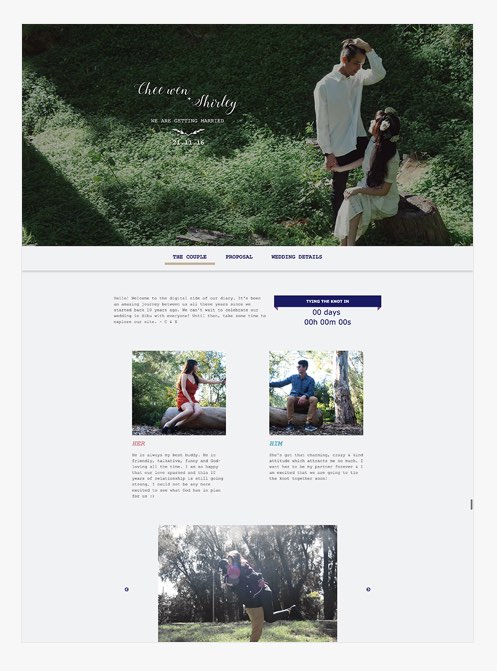 Chee wen
Shirley
WE ARE GETTING MARRIED
21.11.16
THE COUPLE PROPOSAL WEDDING DETAILS
Hello! Welcome to the digital side of our diary. It's been
an amazing journey between us all these years since we
started back 10 years ago. We can't wait to celebrate our
wedding in Sibu with everyone! Until then, take some time to
explore our site. - C & S
TYING THE KNOT IN
00 days
00h 00m 00s
HER
He is always my best buddy. He is
friendly, talkative, funny and God-
loving all the time. I am so happy
that our love sparked and this 10
years of relationship is still going
strong. I could not be any more
excited to see what God has in plan
for us :)
HIM
She's got that charming, crazy & kind
attitude which attracts me so much. I
want her to be my partner forever & I
am excited that we are going to tie
the knot together soon!